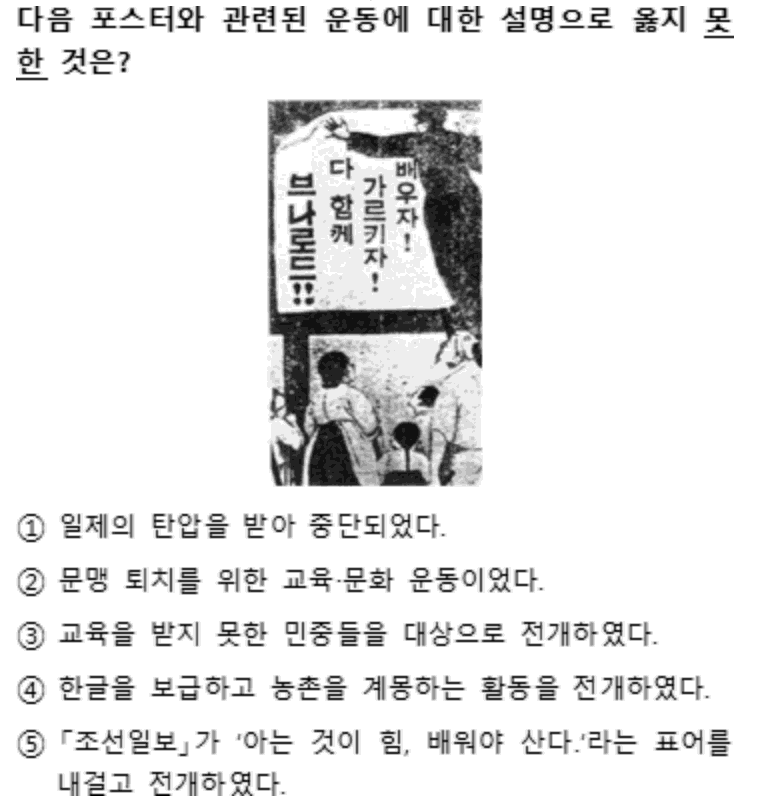 다음 포스터와 관련된 운동에 대한 설명으로 옳지 못
한 것은?
배우자!
가르키자!
다 함께
브나로드!!
① 일제의 탄압을 받아 중단되었다.
② 문맹 퇴치를 위한 교육·문화 운동이었다.
③ 교육을 받지 못한 민중들을 대상으로 전개하였다.
④ 한글을 보급하고 농촌을 계몽하는 활동을 전개하였다.
⑤ 「조선일보」가 '아는 것이 힘, 배워야 산다.'라는 표어를
내걸고 전개하였다.